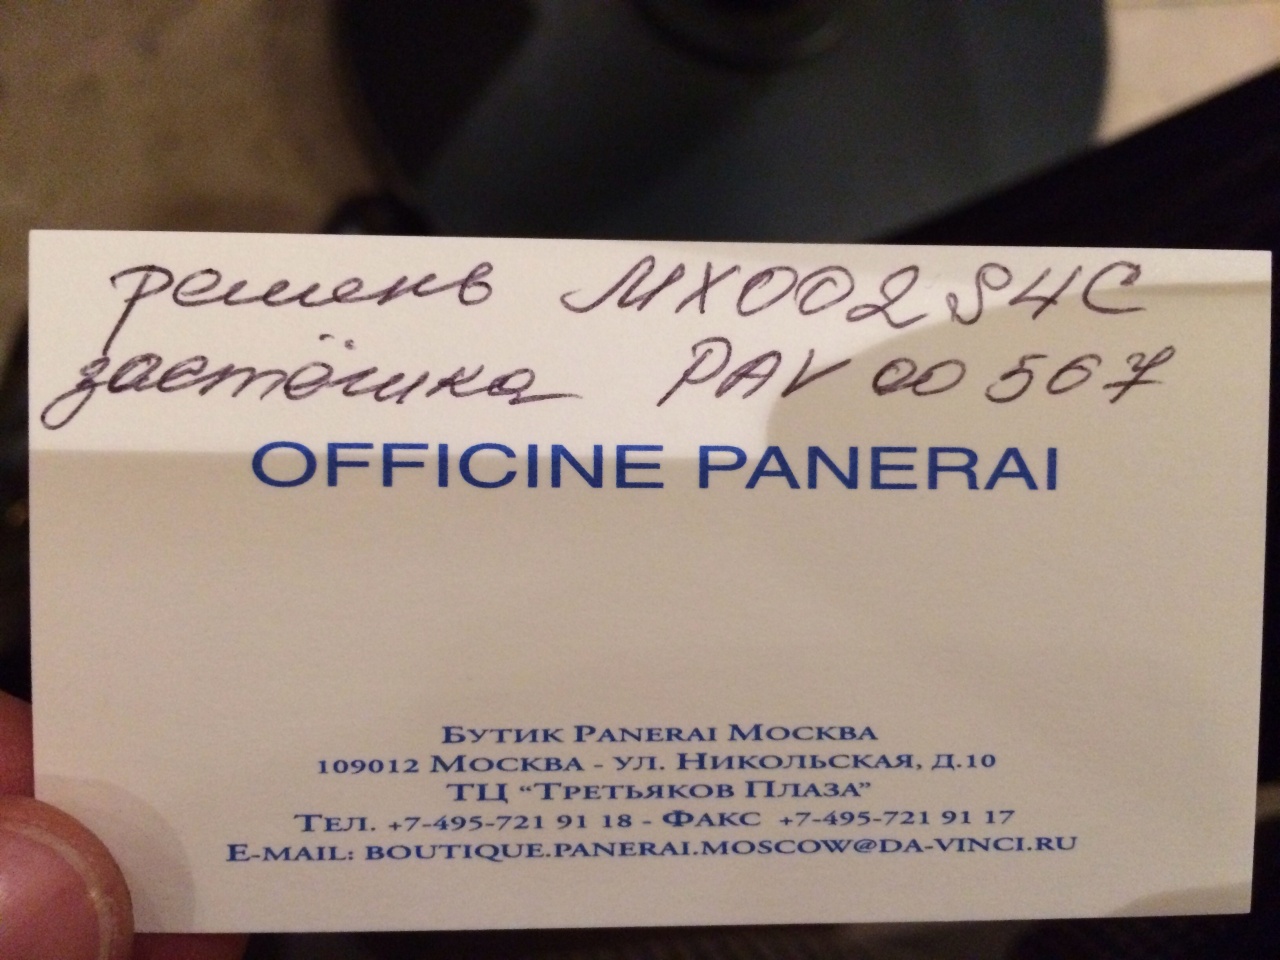 ремень MX002S4C
застёжка PAV00567
OFFICINE PANERAI
Бутик Panerai Москва
109012 Москва - ул. Никольская, д.10
ТЦ “Третьяков Плаза”
Тел. +7-495-721 91 18 - Факс +7-495-721 91 17
E-mail: boutique.panerai.moscow@da-vinci.ru